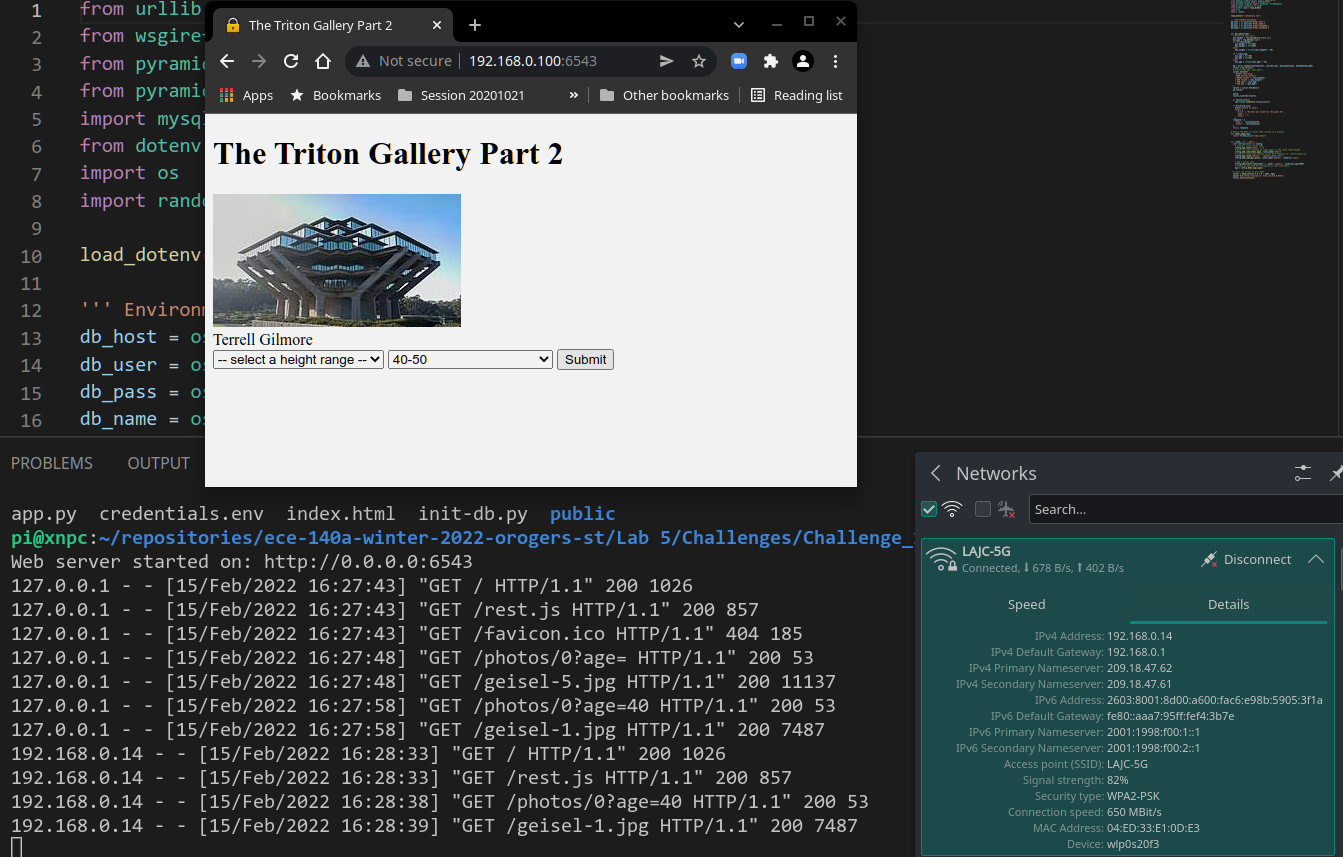 1 from urllib
2 from wsgire
3 from pyramid
4 from pyramid
5 import mysql
6 from dotenv
7 import os
8 import rando
9
10 load_dotenv
11
12 ''' Environm
13 db_host = os
14 db_user = os
15 db_pass = os
16 db_name = os
The Triton Gallery Part 2
Not secure | 192.168.0.100:6543
Apps Bookmarks Session 20201021 » Other bookmarks Reading list
The Triton Gallery Part 2
Terrell Gilmore
-- select a height range -- 40-50 Submit
PROBLEMS OUTPUT
app.py credentials.env index.html init-db.py public
pi@xnpc:~/repositories/ece-140a-winter-2022-orogers-st/Lab 5/Challenges/Challenge_
Web server started on: http://0.0.0.0:6543
127.0.0.1 - - [15/Feb/2022 16:27:43] "GET / HTTP/1.1" 200 1026
127.0.0.1 - - [15/Feb/2022 16:27:43] "GET /rest.js HTTP/1.1" 200 857
127.0.0.1 - - [15/Feb/2022 16:27:43] "GET /favicon.ico HTTP/1.1" 404 185
127.0.0.1 - - [15/Feb/2022 16:27:48] "GET /photos/0?age= HTTP/1.1" 200 53
127.0.0.1 - - [15/Feb/2022 16:27:48] "GET /geisel-5.jpg HTTP/1.1" 200 11137
127.0.0.1 - - [15/Feb/2022 16:27:58] "GET /photos/0?age=40 HTTP/1.1" 200 53
127.0.0.1 - - [15/Feb/2022 16:27:58] "GET /geisel-1.jpg HTTP/1.1" 200 7487
192.168.0.14 - - [15/Feb/2022 16:28:33] "GET / HTTP/1.1" 200 1026
192.168.0.14 - - [15/Feb/2022 16:28:33] "GET /rest.js HTTP/1.1" 200 857
192.168.0.14 - - [15/Feb/2022 16:28:38] "GET /photos/0?age=40 HTTP/1.1" 200 53
192.168.0.14 - - [15/Feb/2022 16:28:39] "GET /geisel-1.jpg HTTP/1.1" 200 7487
Networks
Search...
LAJC-5G
Connected, ⬇ 678 B/s, ⬆ 402 B/s
Disconnect
Speed Details
IPv4 Address: 192.168.0.14
IPv4 Default Gateway: 192.168.0.1
IPv4 Primary Nameserver: 209.18.47.62
IPv4 Secondary Nameserver: 209.18.47.61
IPv6 Address: 2603:8001:8d00:a600:fac6:e98b:5905:3f1a
IPv6 Default Gateway: fe80::aaa7:95ff:fef4:3b7e
IPv6 Primary Nameserver: 2001:1998:f00:1::1
IPv6 Secondary Nameserver: 2001:1998:f00:2::1
Access point (SSID): LAJC-5G
Signal strength: 82%
Security type: WPA2-PSK
Connection speed: 650 MBit/s
MAC Address: 04:ED:33:E1:0D:E3
Device: wlp0s20f3